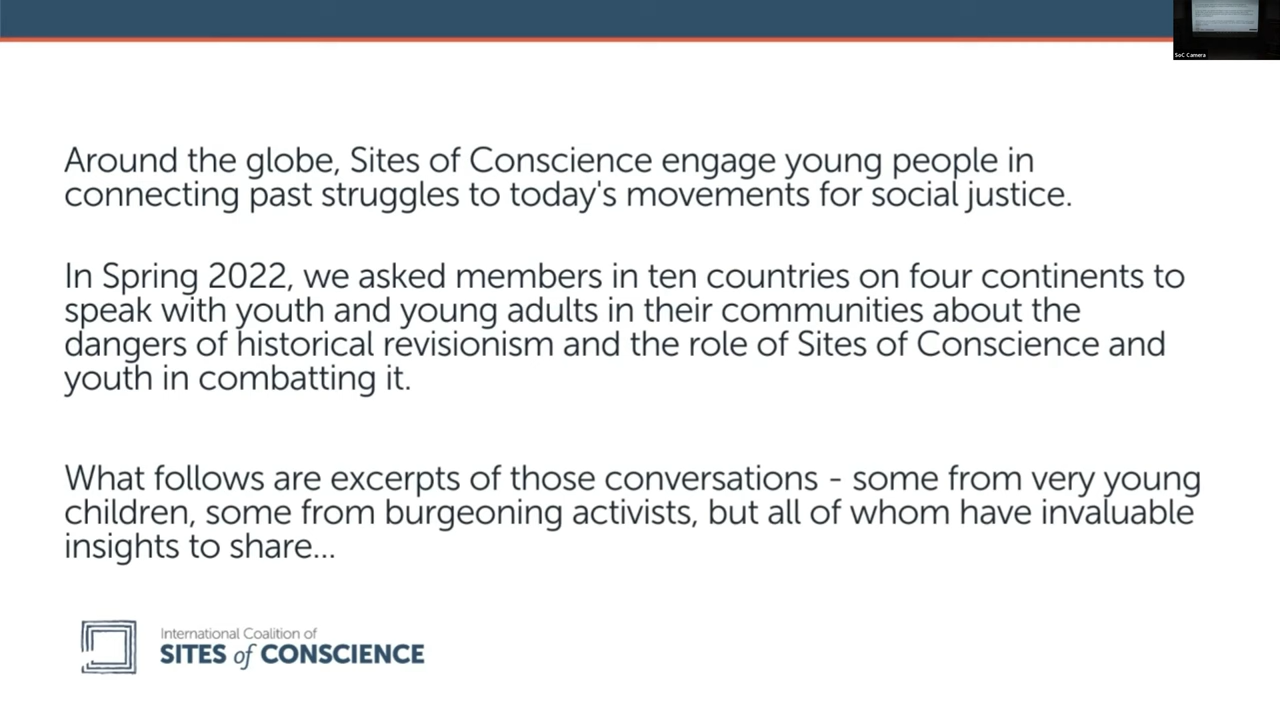 SoC Camera
Around the globe, Sites of Conscience engage young people in
connecting past struggles to today's movements for social justice.
In Spring 2022, we asked members in ten countries on four continents to
speak with youth and young adults in their communities about the
dangers of historical revisionism and the role of Sites of Conscience and
youth in combatting it.
What follows are excerpts of those conversations - some from very young
children, some from burgeoning activists, but all of whom have invaluable
insights to share...
International Coalition of
SITES of CONSCIENCE